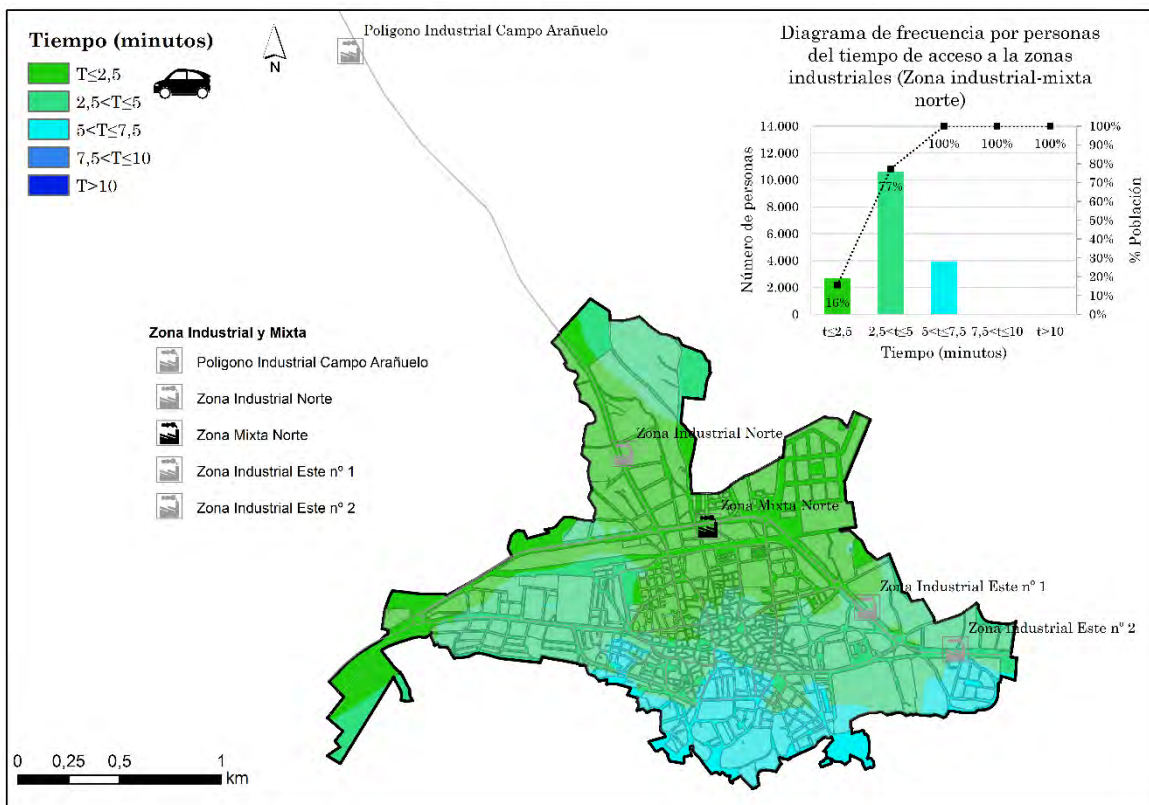 Tiempo (minutos)
T≤2,5
2,5<T≤5
5<T≤7,5
7,5<T≤10
T>10
N
Poligono Industrial Campo Arañuelo
Diagrama de frecuencia por personas
del tiempo de acceso a la zonas
industriales (Zona industrial-mixta
norte)
14.000
12.000
10.000
8.000
6.000
4.000
2.000
0
Número de personas
100%
90%
80%
70%
60%
50%
40%
30%
20%
10%
0%
% Población
16%
77%
100%
100%
100%
t≤2,5
2,5<t≤5
5<t≤7,5
7,5<t≤10
t>10
Tiempo (minutos)
Zona Industrial y Mixta
Poligono Industrial Campo Arañuelo
Zona Industrial Norte
Zona Mixta Norte
Zona Industrial Este nº 1
Zona Industrial Este nº 2
Zona Industrial Norte
Zona Mixta Norte
Zona Industrial Este nº 1
Zona Industrial Este nº 2
0 0,25 0,5 1
km